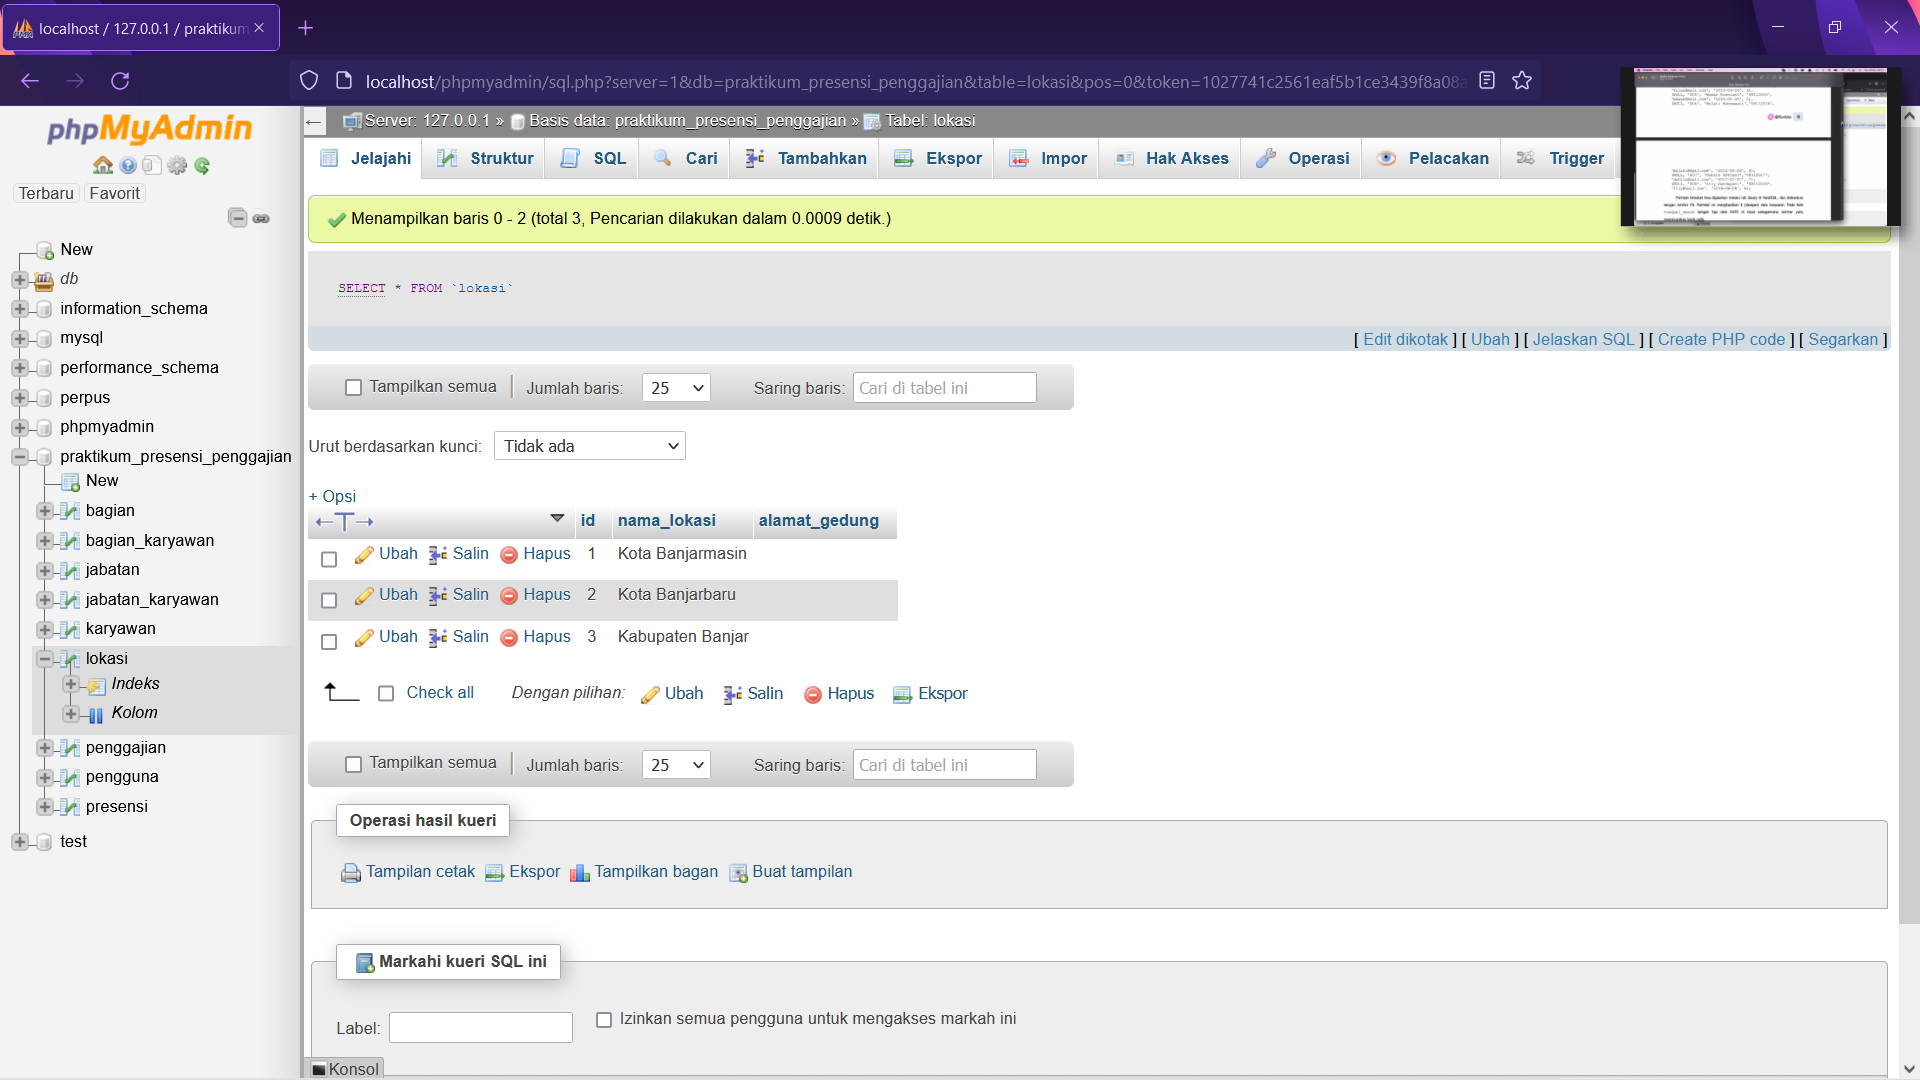 localhost / 127.0.0.1 / praktikum
localhost/phpmyadmin/sql.php?server=1&db=praktikum_presensi_penggajian&table=lokasi&pos=0&token=1027741c2561eaf5b1ce3439f8a08a
phpMyAdmin
Terbaru Favorit
New
db
information_schema
mysql
performance_schema
perpus
phpmyadmin
praktikum_presensi_penggajian
New
bagian
bagian_karyawan
jabatan
jabatan_karyawan
karyawan
lokasi
Indeks
Kolom
penggajian
pengguna
presensi
test
Server: 127.0.0.1 » Basis data: praktikum_presensi_penggajian » Tabel: lokasi
Jelajahi Struktur SQL Cari Tambahkan Ekspor Impor Hak Akses Operasi Pelacakan Trigger
Menampilkan baris 0 - 2 (total 3, Pencarian dilakukan dalam 0.0009 detik.)
SELECT * FROM `lokasi`
[ Edit dikotak ] [ Ubah ] [ Jelaskan SQL ] [ Create PHP code ] [ Segarkan ]
Tampilkan semua Jumlah baris: 25 Saring baris: Cari di tabel ini
Urut berdasarkan kunci: Tidak ada
+ Opsi
id nama_lokasi alamat_gedung
Ubah Salin Hapus 1 Kota Banjarmasin
Ubah Salin Hapus 2 Kota Banjarbaru
Ubah Salin Hapus 3 Kabupaten Banjar
Check all Dengan pilihan: Ubah Salin Hapus Ekspor
Tampilkan semua Jumlah baris: 25 Saring baris: Cari di tabel ini
Operasi hasil kueri
Tampilan cetak Ekspor Tampilkan bagan Buat tampilan
Markahi kueri SQL ini
Label: Izinkan semua pengguna untuk mengakses markah ini
Konsol